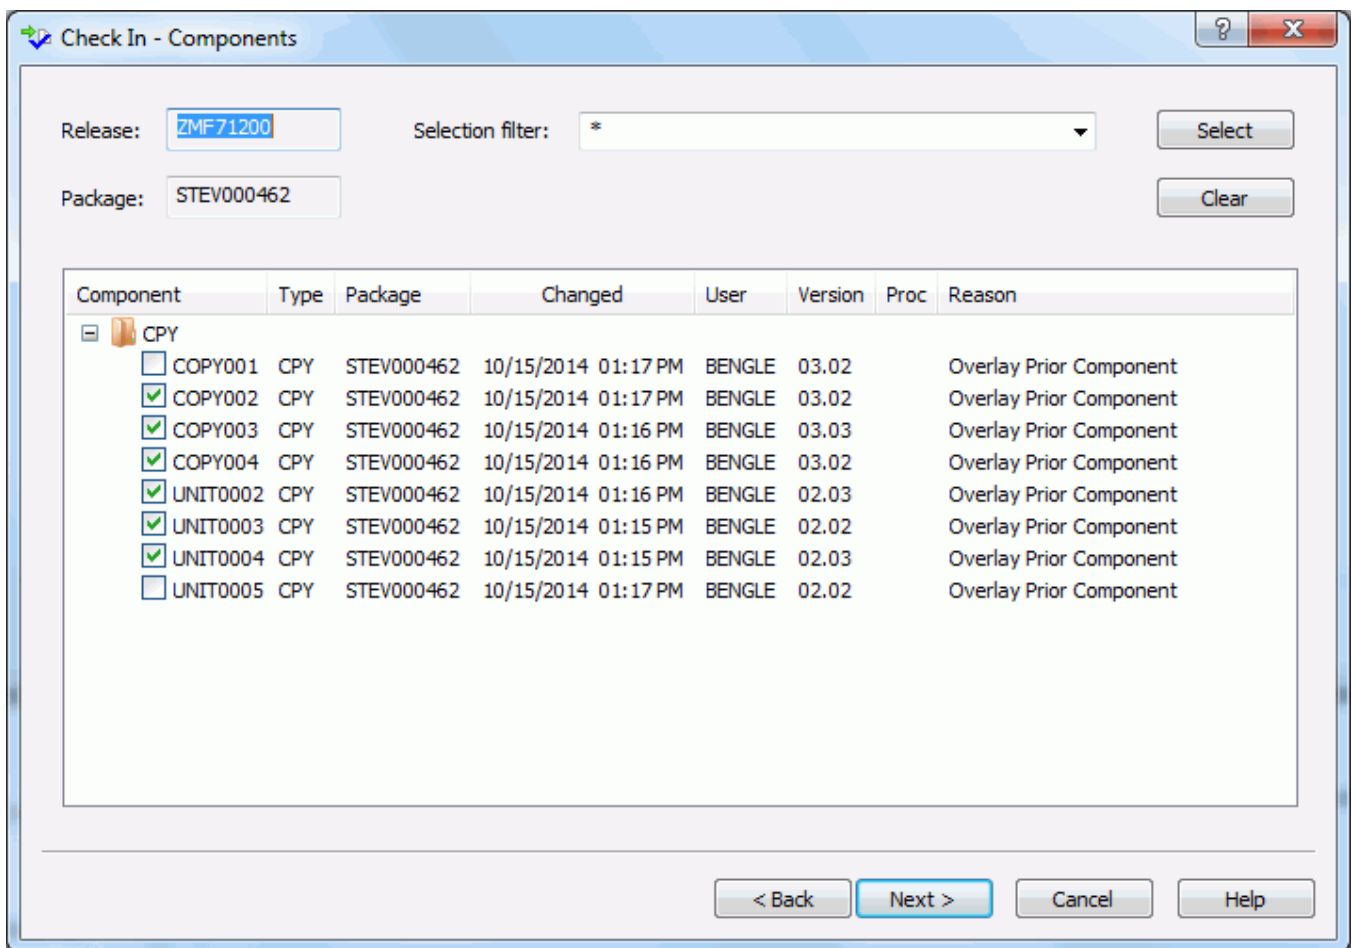 Check In - Components
Release: ZMF71200 Selection filter: * Select
Package: STEV000462 Clear
Component Type Package Changed User Version Proc Reason
CPY
COPY001 CPY STEV000462 10/15/2014 01:17 PM BENGLE 03.02 Overlay Prior Component
COPY002 CPY STEV000462 10/15/2014 01:17 PM BENGLE 03.02 Overlay Prior Component
COPY003 CPY STEV000462 10/15/2014 01:16 PM BENGLE 03.03 Overlay Prior Component
COPY004 CPY STEV000462 10/15/2014 01:16 PM BENGLE 03.02 Overlay Prior Component
UNIT0002 CPY STEV000462 10/15/2014 01:16 PM BENGLE 02.03 Overlay Prior Component
UNIT0003 CPY STEV000462 10/15/2014 01:15 PM BENGLE 02.02 Overlay Prior Component
UNIT0004 CPY STEV000462 10/15/2014 01:15 PM BENGLE 02.03 Overlay Prior Component
UNIT0005 CPY STEV000462 10/15/2014 01:17 PM BENGLE 02.02 Overlay Prior Component
< Back Next > Cancel Help